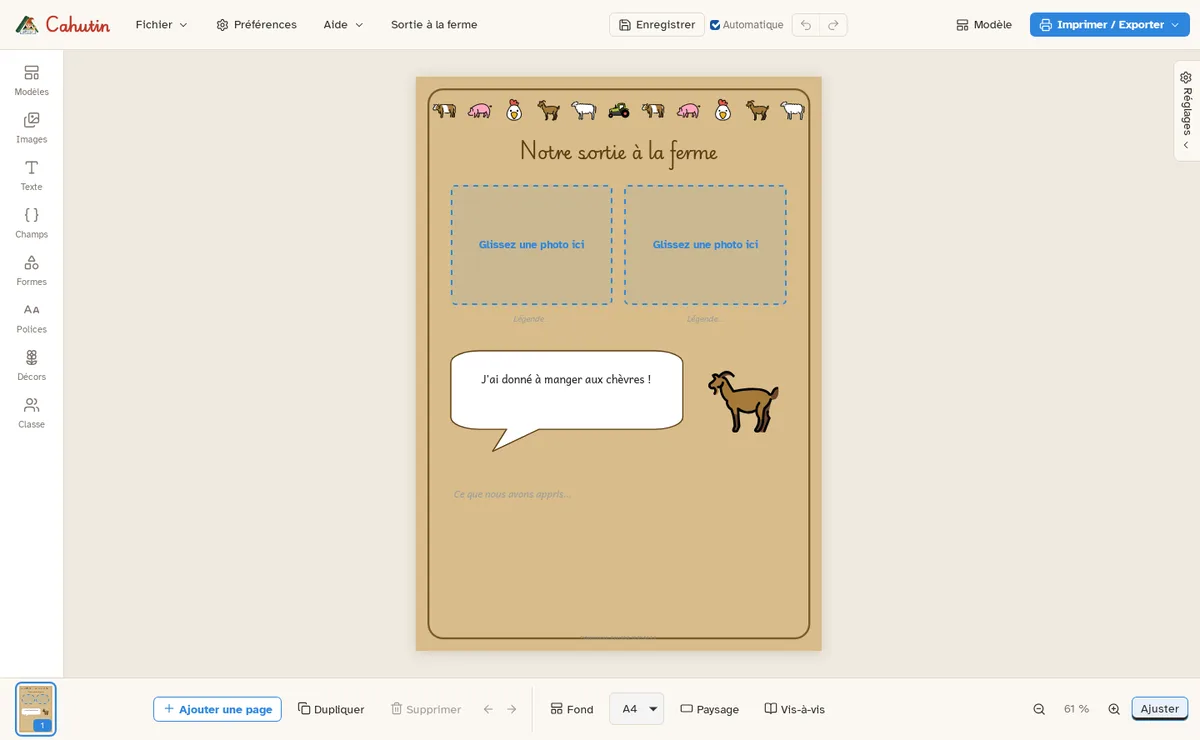 Cahutin
Fichier
Préférences
Aide
Sortie à la ferme
Enregistrer
Automatique
Modèle
Imprimer / Exporter
Modèles
Images
Texte
Champs
Formes
Polices
Décors
Classe
Réglages
Notre sortie à la ferme
Glissez une photo ici
Glissez une photo ici
Légende
Légende
J'ai donné à manger aux chèvres !
Ce que nous avons appris...
1
Ajouter une page
Dupliquer
Supprimer
Fond
A4
Paysage
Vis-à-vis
61 %
Ajuster